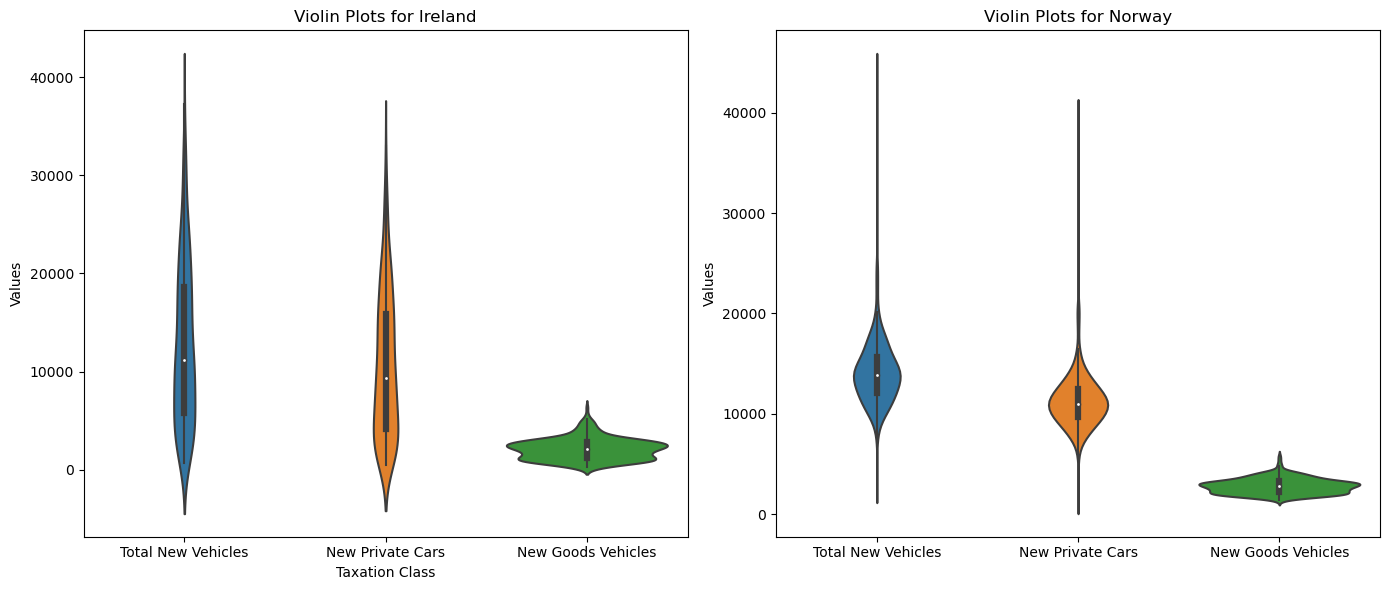 Violin Plots for Ireland
Values
40000
30000
20000
10000
0
Total New Vehicles
New Private Cars
New Goods Vehicles
Taxation Class
Violin Plots for Norway
Values
40000
30000
20000
10000
0
Total New Vehicles
New Private Cars
New Goods Vehicles